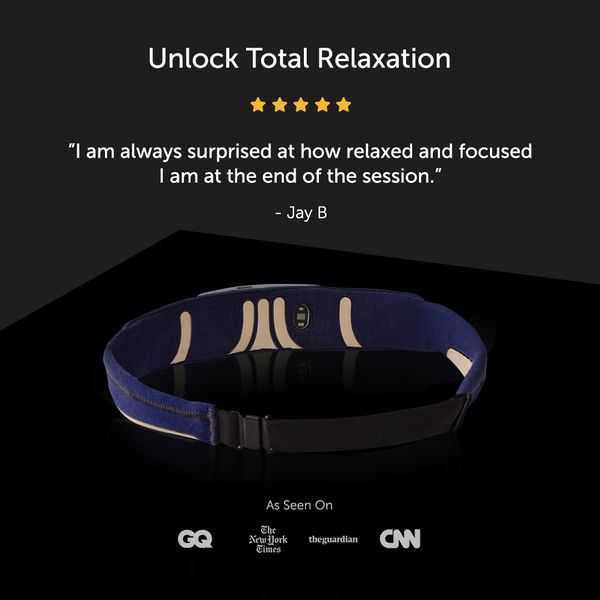 Unlock Total Relaxation
”I am always surprised at how relaxed and focused
I am at the end of the session.”
- Jay B
As Seen On
GQ
The
New York
Times
theguardian
CNN